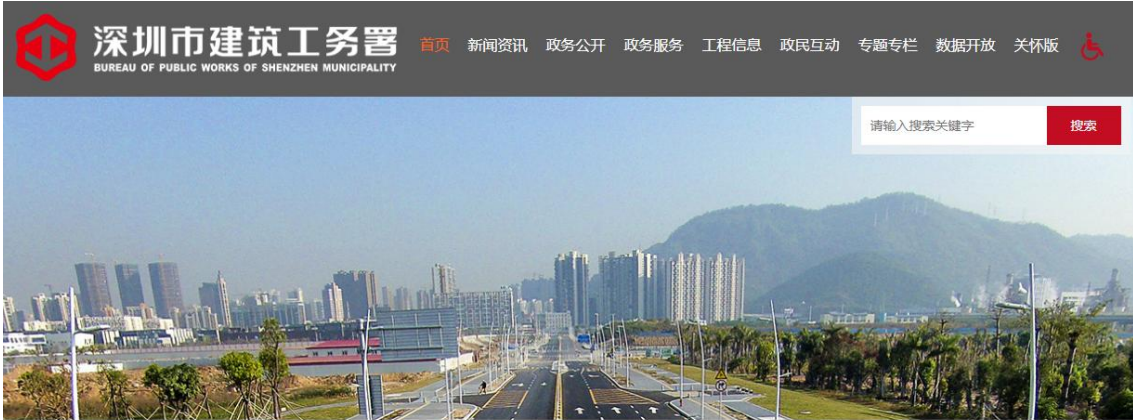 深圳市建筑工务署
BUREAU OF PUBLIC WORKS OF SHENZHEN MUNICIPALITY
首页 新闻资讯 政务公开 政务服务 工程信息 政民互动 专题专栏 数据开放 关怀版
请输入搜索关键字 搜索